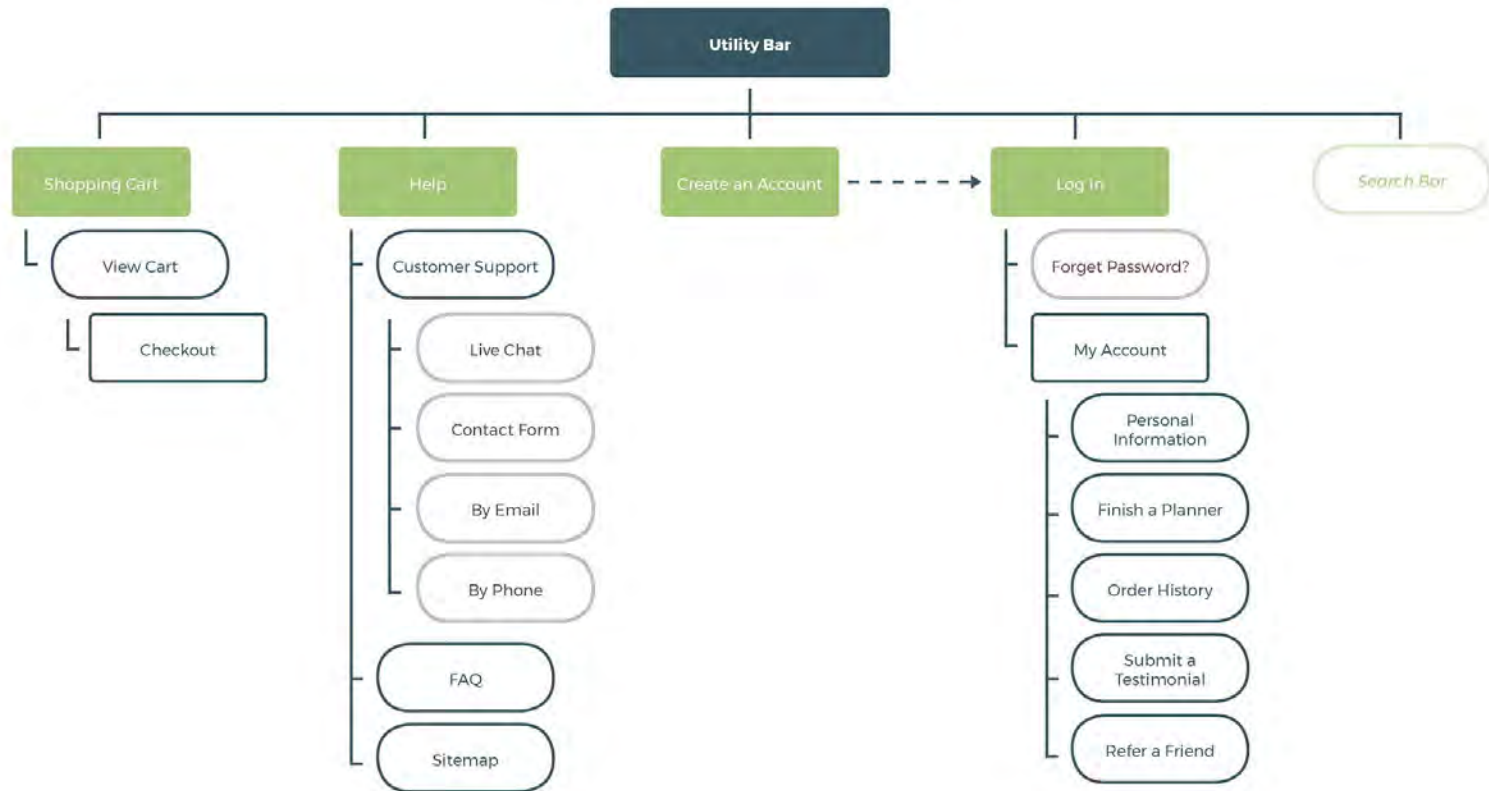 Utility Bar
Shopping Cart
Help
Create an Account
Log In
Search Bar
View Cart
Checkout
Customer Support
Live Chat
Contact Form
By Email
By Phone
FAQ
Sitemap
Forget Password?
My Account
Personal
Information
Finish a Planner
Order History
Submit a
Testimonial
Refer a Friend